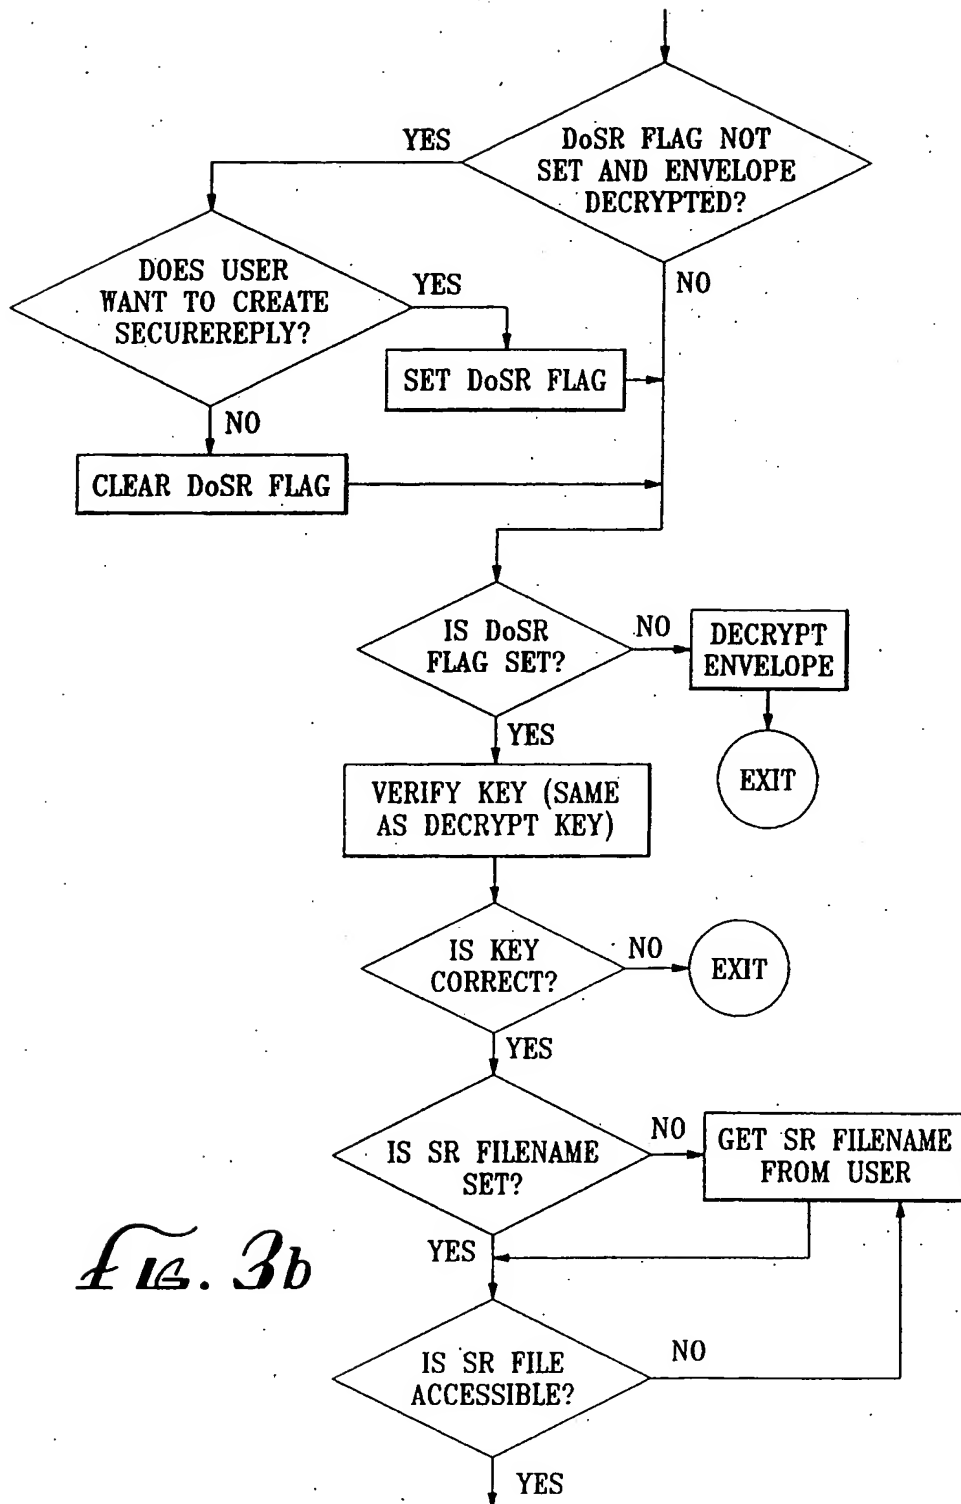 DoSR FLAG NOT
SET AND ENVELOPE
DECRYPTED?
YES
NO
DOES USER
WANT TO CREATE
SECUREREPLY?
YES
SET DoSR FLAG
NO
CLEAR DoSR FLAG
IS DoSR
FLAG SET?
NO
DECRYPT
ENVELOPE
EXIT
YES
VERIFY KEY (SAME
AS DECRYPT KEY)
IS KEY
CORRECT?
NO
EXIT
YES
IS SR FILENAME
SET?
NO
GET SR FILENAME
FROM USER
YES
FIG. 3b
IS SR FILE
ACCESSIBLE?
NO
YES